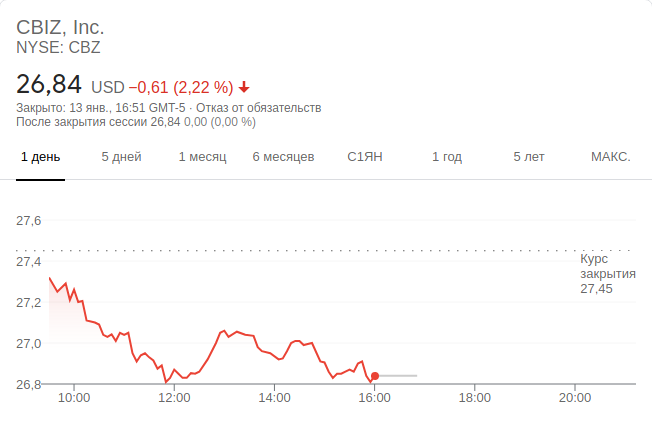 CBIZ, Inc.
NYSE: CBZ
26,84 USD −0,61 (2,22 %)
Закрыто: 13 янв., 16:51 GMT-5 · Отказ от обязательств
После закрытия сессии 26,84 0,00 (0,00 %)
1 день 5 дней 1 месяц 6 месяцев С1ЯН 1 год 5 лет МАКС.
27,6
27,4
Курс
закрытия
27,45
27,2
27,0
26,8
10:00 12:00 14:00 16:00 18:00 20:00